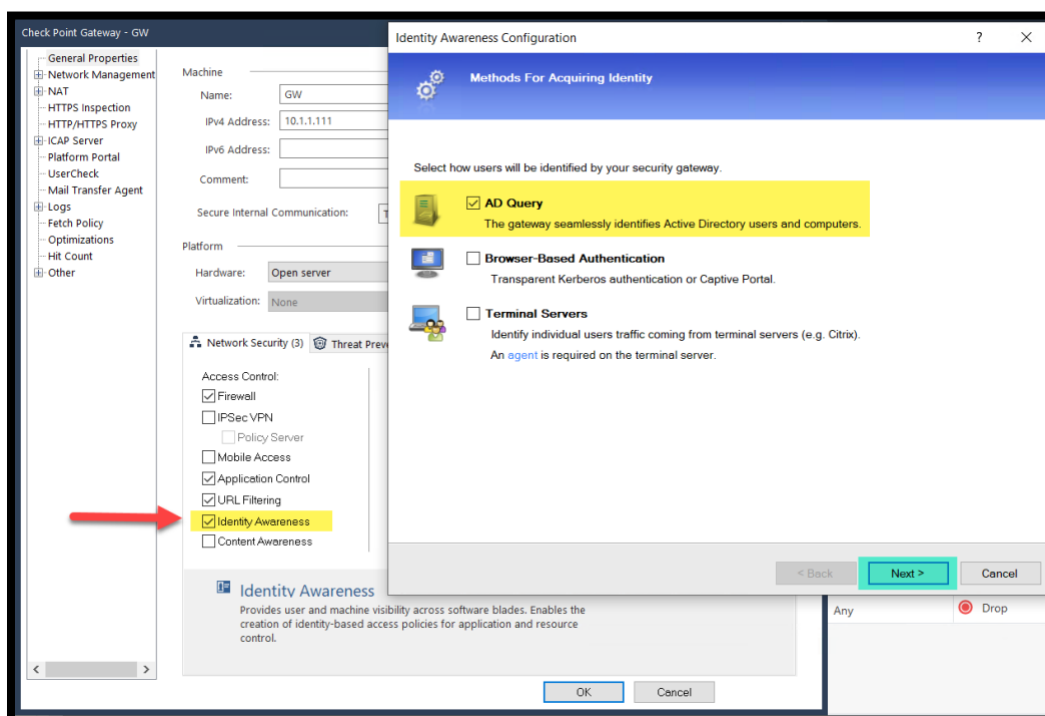 Check Point Gateway - GW
General Properties
Network Management
NAT
HTTPS Inspection
HTTP/HTTPS Proxy
ICAP Server
Platform Portal
UserCheck
Mail Transfer Agent
Logs
Fetch Policy
Optimizations
Hit Count
Other
Machine
Name: GW
IPv4 Address: 10.1.1.111
IPv6 Address:
Comment:
Secure Internal Communication:
Platform
Hardware: Open server
Virtualization: None
Network Security (3) Threat
Access Control:
Firewall
IPSec VPN
Policy Server
Mobile Access
Application Control
URL Filtering
Identity Awareness
Content Awareness
Identity Awareness
Provides user and machine visibility across software blades. Enables the
creation of identity-based access policies for application and resource
control.
OK Cancel
Identity Awareness Configuration ?
Methods For Acquiring Identity
Select how users will be identified by your security gateway.
AD Query
The gateway seamlessly identifies Active Directory users and computers.
Browser-Based Authentication
Transparent Kerberos authentication or Captive Portal.
Terminal Servers
Identify individual users traffic coming from terminal servers (e.g. Citrix).
An agent is required on the terminal server.
< Back Next > Cancel
Any Drop